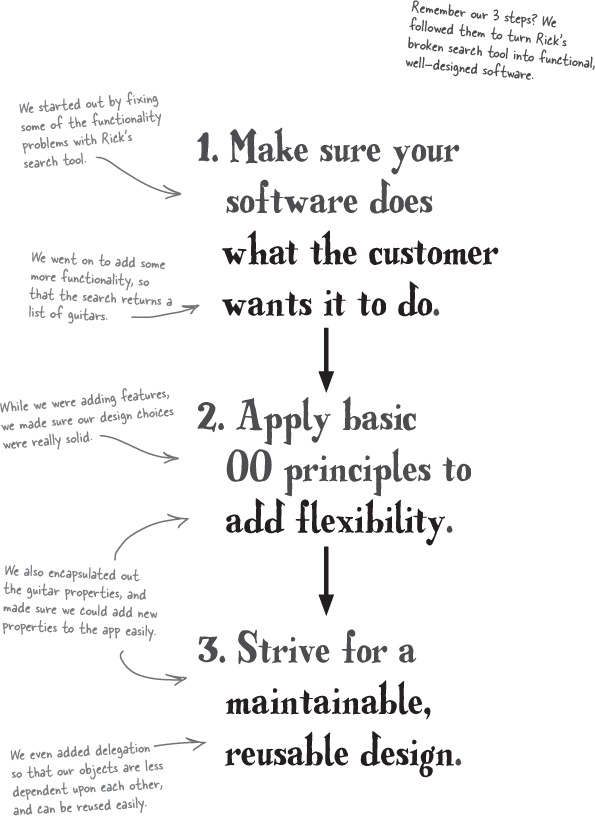 Remember our 3 steps? We
followed them to turn Rick's
broken search tool into functional,
well-designed software.
We started out by fixing
some of the functionality
problems with Rick's
search tool.
1. Make sure your
software does
what the customer
wants it to do.
We went on to add some
more functionality, so
that the search returns a
list of guitars.
While we were adding features,
we made sure our design choices
were really solid.
2. Apply basic
OO principles to
add flexibility.
We also encapsulated out
the guitar properties, and
made sure we could add new
properties to the app easily.
3. Strive for a
maintainable,
reusable design.
We even added delegation
so that our objects are less
dependent upon each other,
and can be reused easily.